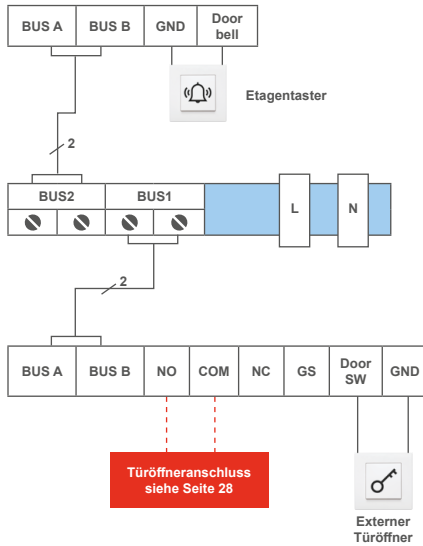 BUS A BUS B GND Door bell
Etagentaster
2
BUS2 BUS1
L N
2
BUS A BUS B NO COM NC GS Door SW GND
Türöffneranschluss
siehe Seite 28
Externer
Türöffner